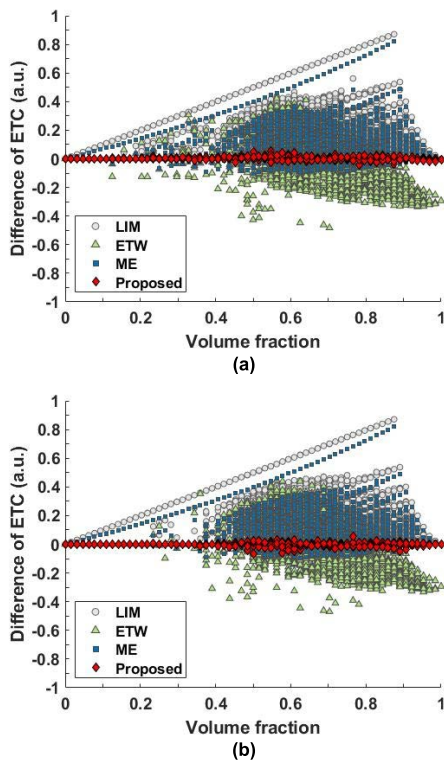 1
0.8
0.6
0.4
0.2
0
-0.2
-0.4
-0.6
-0.8
-1
Difference of ETC (a.u.)
LIM
ETW
ME
Proposed
0 0.2 0.4 0.6 0.8 1
Volume fraction
(a)
1
0.8
0.6
0.4
0.2
0
-0.2
-0.4
-0.6
-0.8
-1
Difference of ETC (a.u.)
LIM
ETW
ME
Proposed
0 0.2 0.4 0.6 0.8 1
Volume fraction
(b)